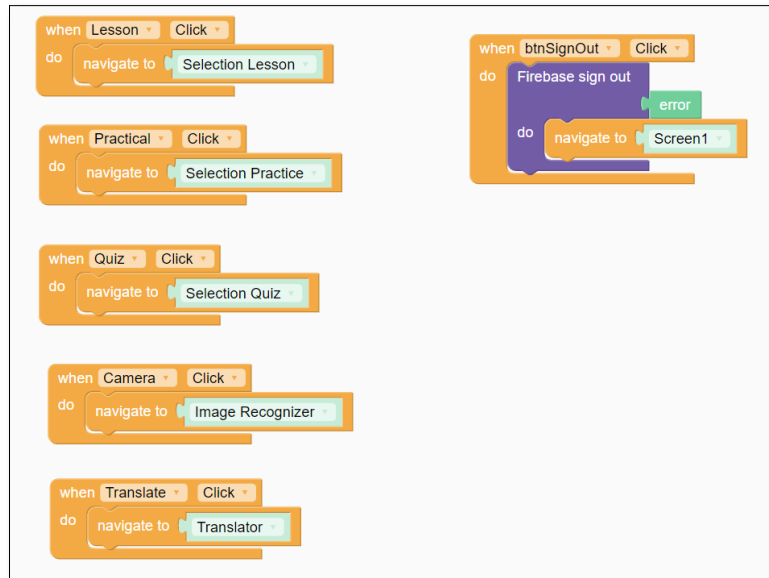 when Lesson Click
do navigate to Selection Lesson
when Practical Click
do navigate to Selection Practice
when Quiz Click
do navigate to Selection Quiz
when Camera Click
do navigate to Image Recognizer
when Translate Click
do navigate to Translator
when btnSignOut Click
do Firebase sign out
error
do navigate to Screen1